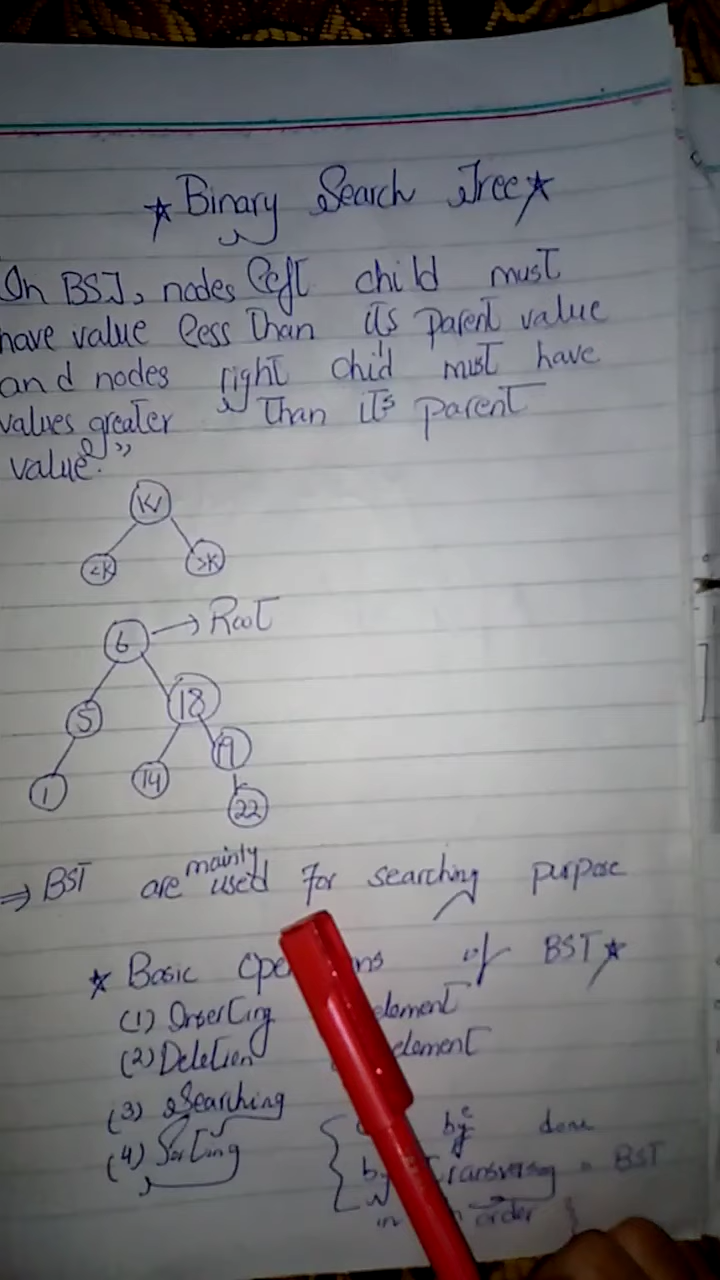 ★ Binary Search Tree ★
In BST, nodes left child must
have value less than its parent value
and nodes right child must have
values greater than its parent
value."
K
<K >K
6 → Root
5 18
1 14 19
22
⇒ BST are mainly used for searching purpose
★ Basic of BST ★
(1) Inserting element
(2) Deletion element
(3) Searching
(4) Sorting { be done
by Transversing BST
in order }